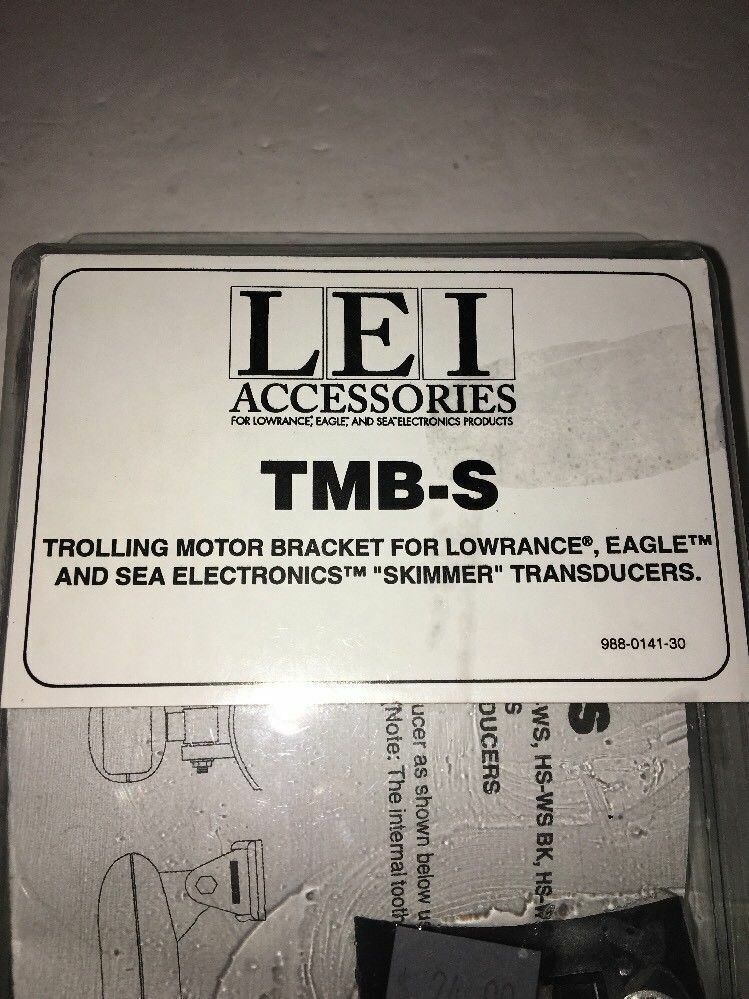 LEI
ACCESSORIES
FOR LOWRANCE, EAGLE, AND SEA ELECTRONICS PRODUCTS
TMB-S
TROLLING MOTOR BRACKET FOR LOWRANCE®, EAGLE™
AND SEA ELECTRONICS™ "SKIMMER" TRANSDUCERS.
988-0141-30
S
-WS, HS-WS BK, HS-W
S
DUCERS
ucer as shown below u
(Note: The internal tooth